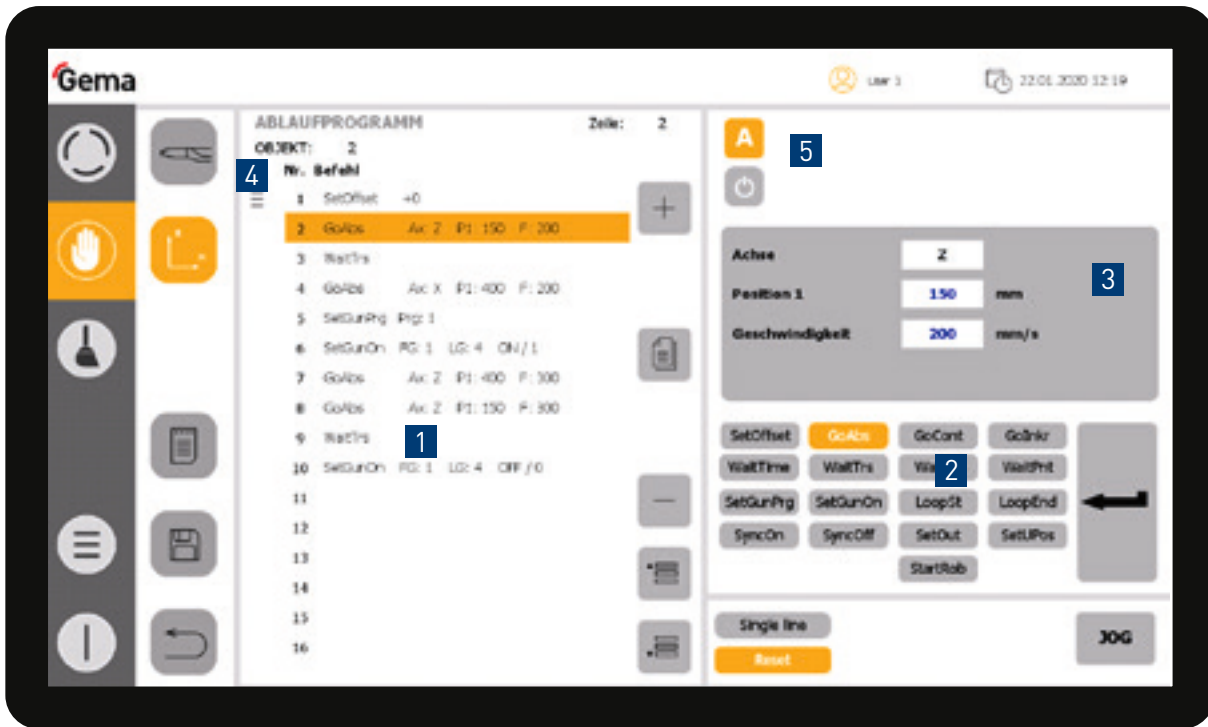 Gema
User 1
22.01.2020 12:19
ABLAUFPROGRAMM Zeile: 2
OBJEKT: 2
4
Nr. Befehl
1 SetOffset +0
2 GoAbs Ax: Z P1: 150 F: 200
3 WaitTrs
4 GoAbs Ax: X P1: 400 F: 200
5 SetGunPrg Prg: 1
6 SetGunOn FG: 1 LG: 4 ON / 1
7 GoAbs Ax: Z P1: 400 F: 300
8 GoAbs Ax: Z P1: 150 F: 300
9 WaitTrs
1
10 SetGunOn FG: 1 LG: 4 OFF / 0
11
12
13
14
15
16
A
5
Achse Z
3
Position 1 150 mm
Geschwindigkeit 200 mm/s
SetOffset GoAbs GoCont GoInkr
WaitTime WaitTrs 2 WaitPnt
SetGunPrg SetGunOn LoopSt LoopEnd
SyncOn SyncOff SetOut SetUPos
StartRob
Single line
Reset
JOG